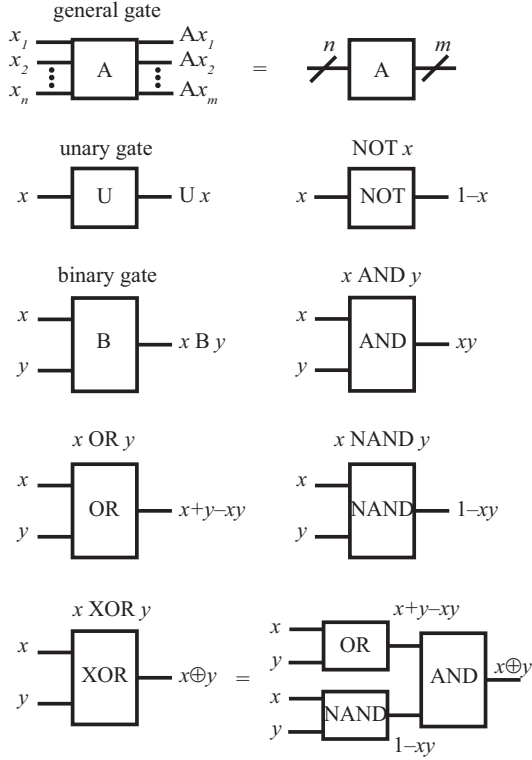 general gate
x1 A Ax1 = n A m
x2 Ax2
xn Axm
unary gate NOT x
x U U x x NOT 1–x
binary gate x AND y
x x
B x B y AND xy
y y
x OR y x NAND y
x x
OR x+y–xy NAND 1–xy
y y
x XOR y x+y–xy
x x OR
XOR x⊕y = y AND x⊕y
y x NAND
y 1–xy